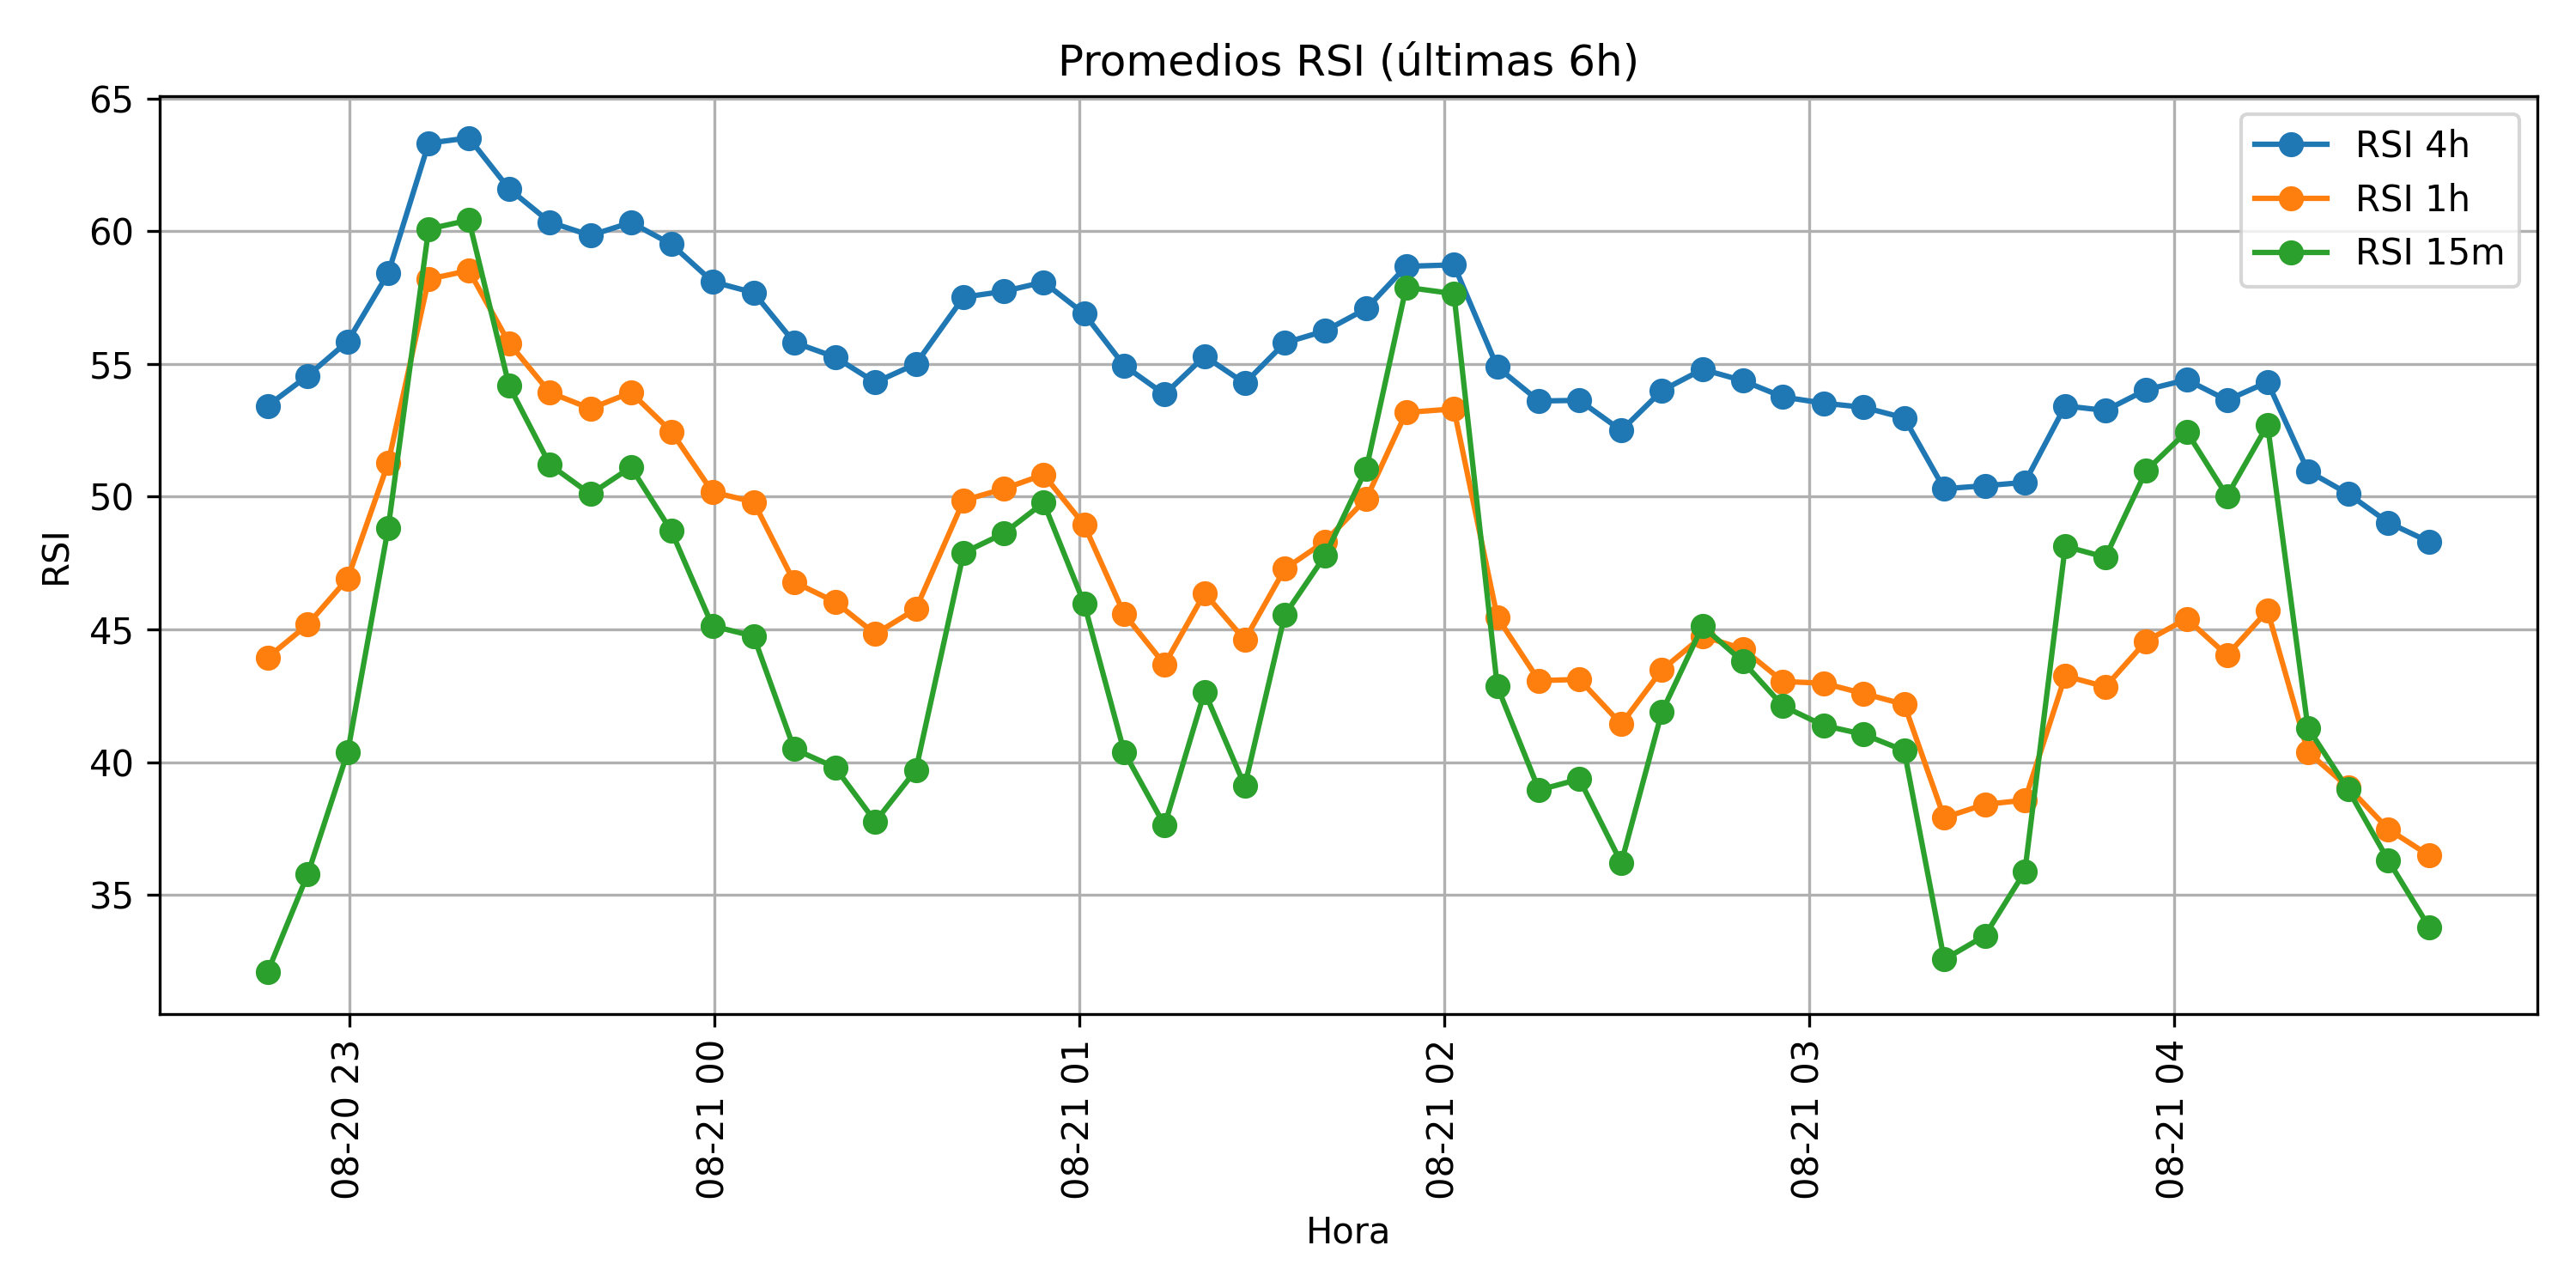 Promedios RSI (últimas 6h)
65
60
55
50
45
40
35
RSI
RSI 4h
RSI 1h
RSI 15m
08-20 23
08-21 00
08-21 01
08-21 02
08-21 03
08-21 04
Hora